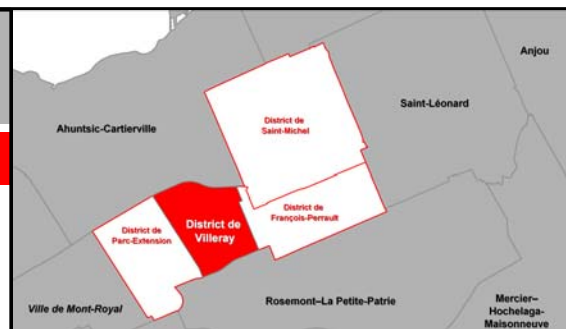 Anjou
Saint-Léonard
Ahuntsic-Cartierville
District de
Saint-Michel
District de
François-Perrault
District de
Villeray
District de
Parc-Extension
Ville de Mont-Royal
Rosemont–La Petite-Patrie
Mercier–
Hochelaga-
Maisonneuve